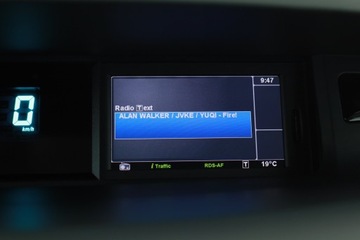 9:47
Radio Text
ALAN WALKER / JVKE / YUQI - Fire!
0
km/h
i Traffic
RDS-AF
T
19°C